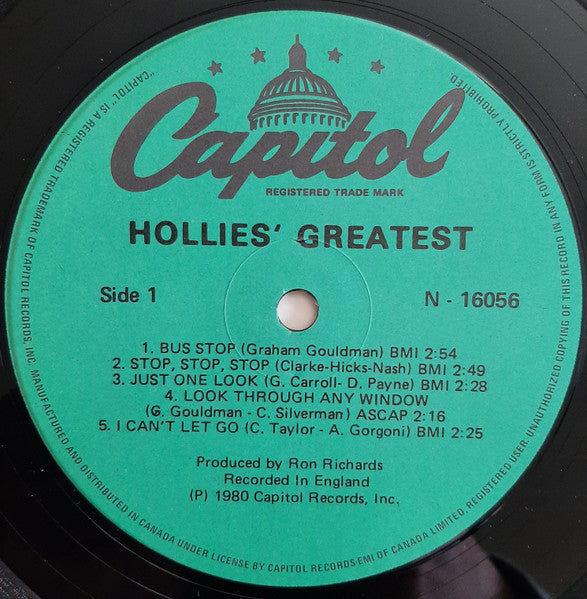 Capitol
REGISTERED TRADE MARK
HOLLIES' GREATEST
Side 1
N - 16056
1. BUS STOP (Graham Gouldman) BMI 2:54
2. STOP, STOP, STOP (Clarke-Hicks-Nash) BMI 2:49
3. JUST ONE LOOK (G. Carroll- D. Payne) BMI 2:28
4. LOOK THROUGH ANY WINDOW
(G. Gouldman - C. Silverman) ASCAP 2:16
5. I CAN'T LET GO (C. Taylor - A. Gorgoni) BMI 2:25
Produced by Ron Richards
Recorded In England
(P) 1980 Capitol Records, Inc.
"CAPITOL" IS A REGISTERED TRADEMARK OF CAPITOL RECORDS, INC. MANUFACTURED AND DISTRIBUTED IN CANADA UNDER LICENSE BY CAPITOL RECORDS EMI OF CANADA LIMITED, REGISTERED USER. UNAUTHORIZED COPYING OF THIS RECORD IN ANY FORM IS STRICTLY PROHIBITED.